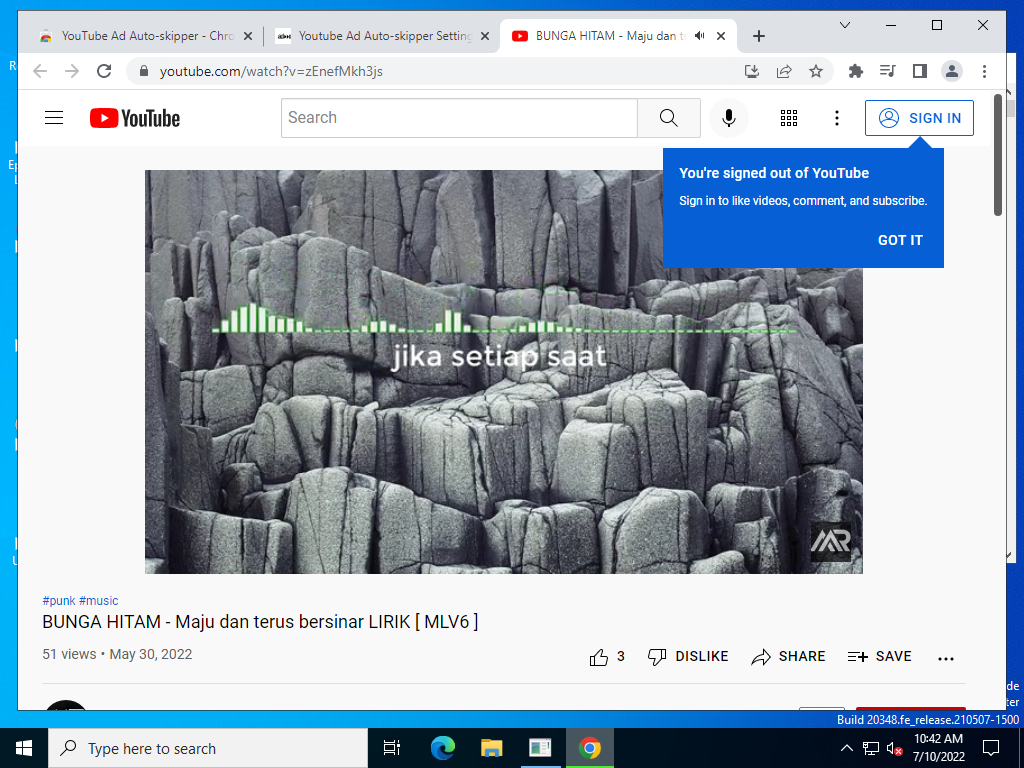 YouTube Ad Auto-skipper - Chro
Youtube Ad Auto-skipper Setting
BUNGA HITAM - Maju dan t
youtube.com/watch?v=zEnefMkh3js
YouTube
Search
SIGN IN
You're signed out of YouTube
Sign in to like videos, comment, and subscribe.
GOT IT
jika setiap saat
MR
#punk #music
BUNGA HITAM - Maju dan terus bersinar LIRIK [ MLV6 ]
51 views • May 30, 2022
3
DISLIKE
SHARE
SAVE
de
ter
Build 20348.fe_release.210507-1500
Type here to search
10:42 AM
7/10/2022